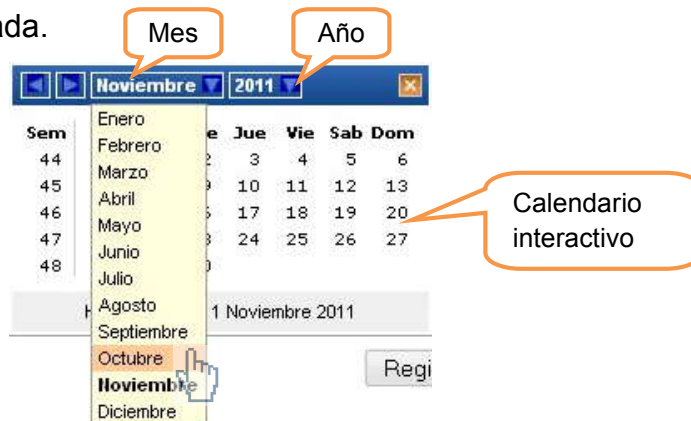 ada.
Mes
Año
Noviembre 2011
Enero
Febrero
Marzo
Abril
Mayo
Junio
Julio
Agosto
Septiembre
Octubre
Noviembre
Diciembre
Sem e Jue Vie Sab Dom
44 3 4 5 6
45 10 11 12 13
46 17 18 19 20
47 24 25 26 27
48
H 1 Noviembre 2011
Calendario
interactivo
Regi